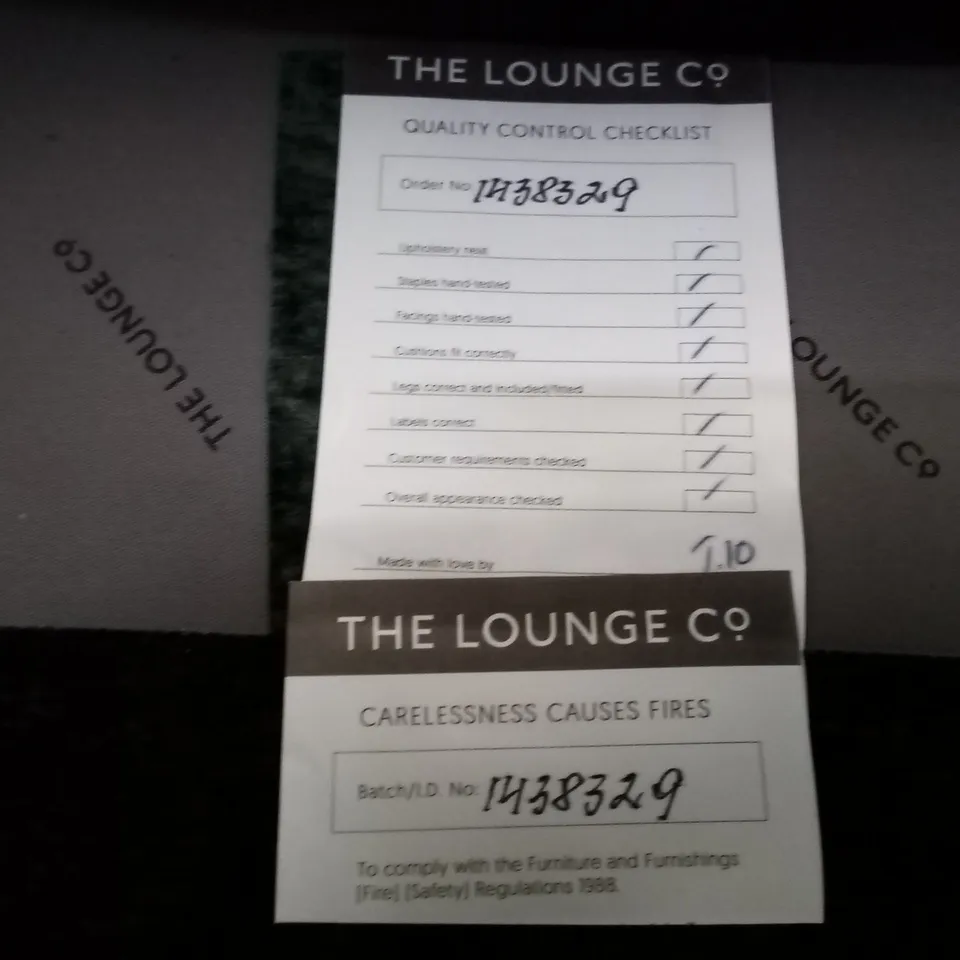 THE LOUNGE Co
QUALITY CONTROL CHECKLIST
Order No: 1438329
Upholstery neat
Staples hand-tested
Facings hand-tested
Cushions fit correctly
Legs correct and included/fitted
Labels correct
Customer requirements checked
Overall appearance checked
Made with love by T.10
THE LOUNGE Co
CARELESSNESS CAUSES FIRES
Batch/I.D. No: 1438329
To comply with the Furniture and Furnishings
(Fire) (Safety) Regulations 1988.
THE LOUNGE Co
LOUNGE Co